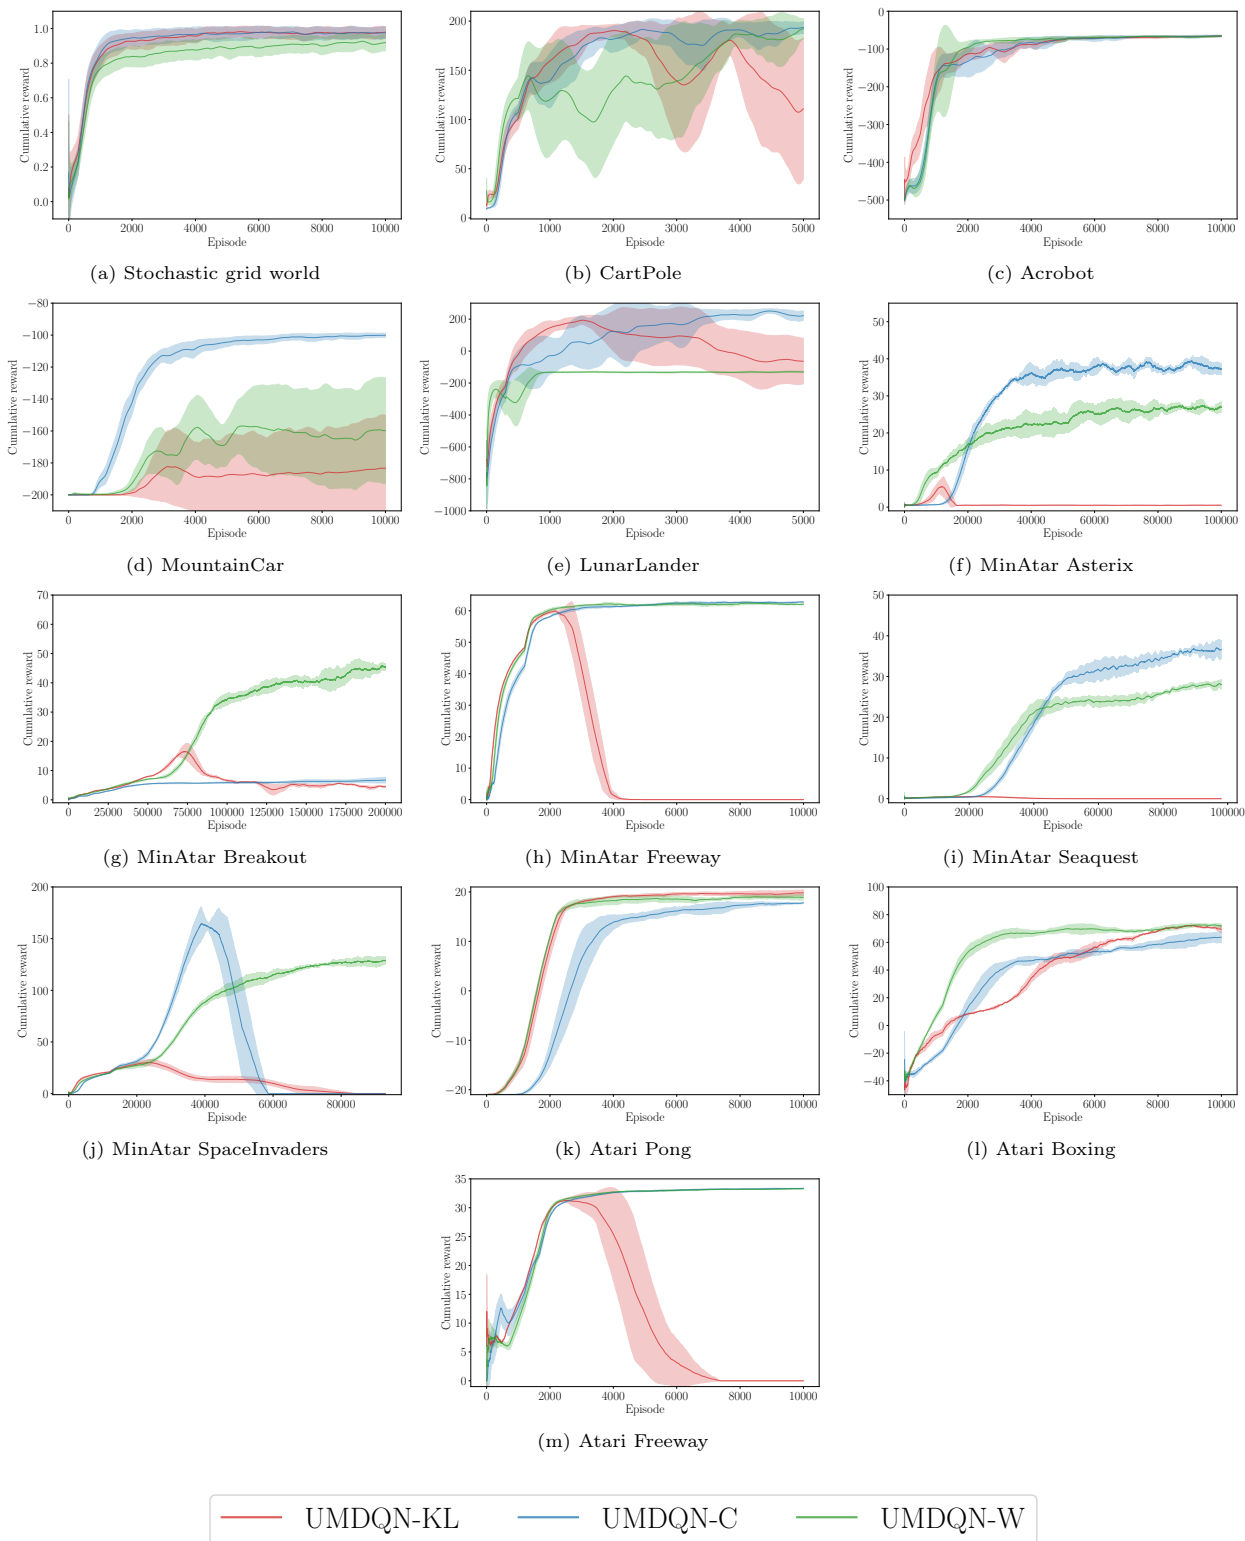 1.0
0.8
0.6
0.4
0.2
0.0
Cumulative reward
0 2000 4000 6000 8000 10000
Episode
(a) Stochastic grid world
200
150
100
50
0
Cumulative reward
0 1000 2000 3000 4000 5000
Episode
(b) CartPole
0
−100
−200
−300
−400
−500
Cumulative reward
0 2000 4000 6000 8000 10000
Episode
(c) Acrobot
−80
−100
−120
−140
−160
−180
−200
Cumulative reward
0 2000 4000 6000 8000 10000
Episode
(d) MountainCar
200
0
−200
−400
−600
−800
−1000
Cumulative reward
0 1000 2000 3000 4000 5000
Episode
(e) LunarLander
50
40
30
20
10
0
Cumulative reward
0 20000 40000 60000 80000 100000
Episode
(f) MinAtar Asterix
70
60
50
40
30
20
10
0
Cumulative reward
0 25000 50000 75000 100000 125000 150000 175000 200000
Episode
(g) MinAtar Breakout
60
50
40
30
20
10
0
Cumulative reward
0 2000 4000 6000 8000 10000
Episode
(h) MinAtar Freeway
50
40
30
20
10
0
Cumulative reward
0 20000 40000 60000 80000 100000
Episode
(i) MinAtar Seaquest
200
150
100
50
0
Cumulative reward
0 20000 40000 60000 80000
Episode
(j) MinAtar SpaceInvaders
20
10
0
−10
−20
Cumulative reward
0 2000 4000 6000 8000 10000
Episode
(k) Atari Pong
100
80
60
40
20
0
−20
−40
Cumulative reward
0 2000 4000 6000 8000 10000
Episode
(l) Atari Boxing
35
30
25
20
15
10
5
0
Cumulative reward
0 2000 4000 6000 8000 10000
Episode
(m) Atari Freeway
UMDQN-KL UMDQN-C UMDQN-W